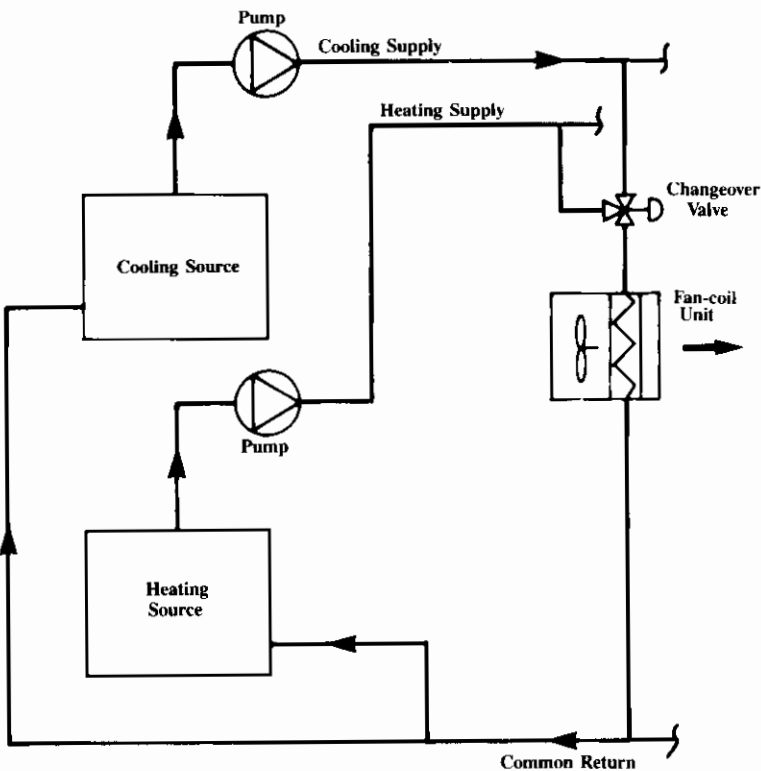 Pump
Cooling Supply
Heating Supply
Changeover
Valve
Cooling Source
Fan-coil
Unit
Pump
Heating
Source
Common Return